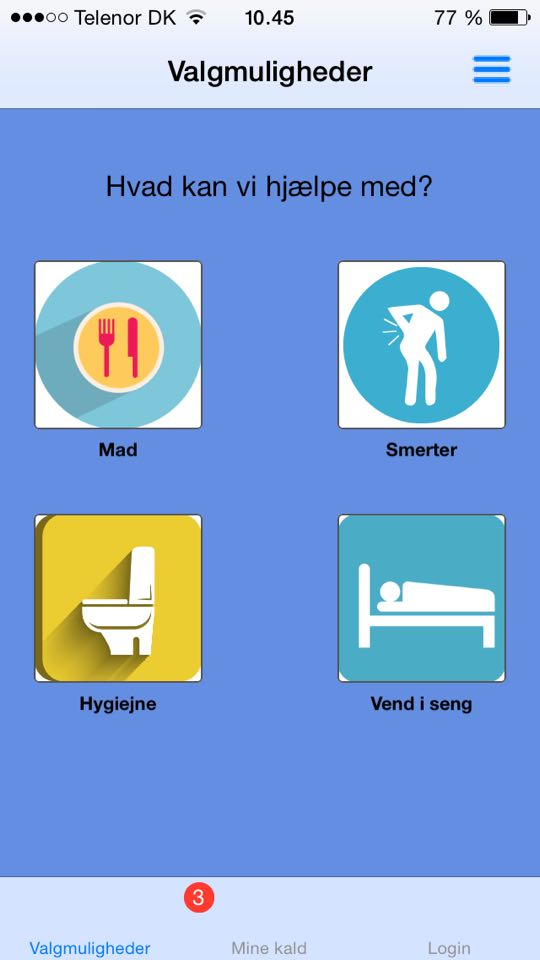 Telenor DK 10.45 77 %
Valgmuligheder
Hvad kan vi hjælpe med?
Mad Smerter
Hygiejne Vend i seng
3
Valgmuligheder Mine kald Login